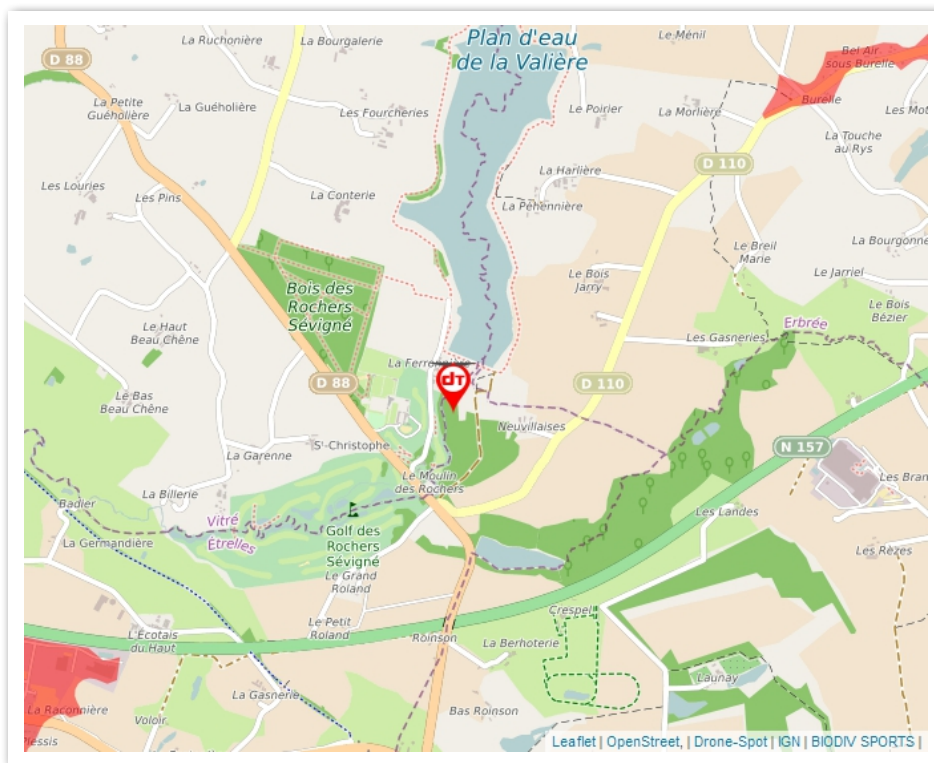 Plan d'eau
de la Valière
La Ruchonière
La Bourgalerie
Le Ménil
Bel Air
sous Burelle
D 88
La Petite
Guéholière
La Guéholière
Les Fourcheries
Le Poirier
La Morlière
Burelle
Les Mot
La Touche
au Rys
D 110
La Harlière
Les Louries
Les Pins
La Conterie
La Péhennière
Le Breil
Marie
La Bourgonne
Le Bois
Jarry
Le Jarriel
Bois des
Rochers
Sévigné
Le Bois
Bézier
Le Haut
Beau Chêne
Les Gasneries
Erbrée
La Ferronnière
dT
D 88
D 110
Le Bas
Beau Chêne
Neuvillaises
St-Christophe
N 157
La Garenne
Le Moulin
des Rochers
Les Bran
La Billerie
Badier
Vitré
Étrelles
Les Landes
La Germandière
Golf des
Rochers
Sévigné
Le Grand
Roland
Les Rèzes
Le Petit
Roland
Crespel
L'Écotais
du Haut
Roinson
La Berhoterie
La Gasnerie
Launay
La Raconnière
Voloir
Bas Roinson
Plessis
Leaflet | OpenStreet, | Drone-Spot | IGN | BIODIV SPORTS |